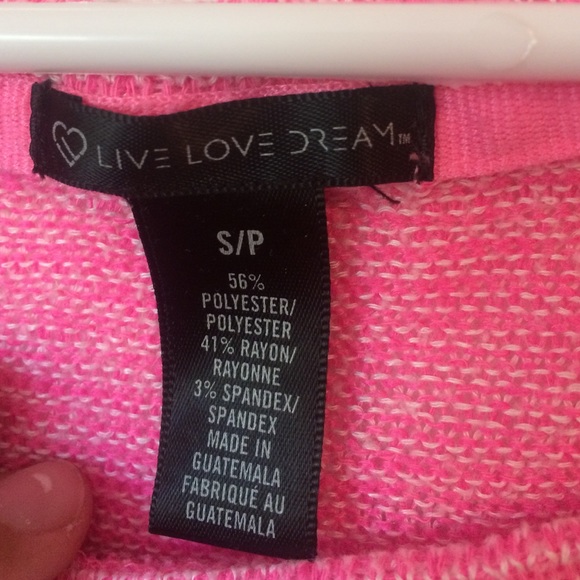 LIVE LOVE DREAM™
S/P
56%
POLYESTER/
POLYESTER
41% RAYON/
RAYONNE
3% SPANDEX/
SPANDEX
MADE IN
GUATEMALA
FABRIQUÉ AU
GUATEMALA